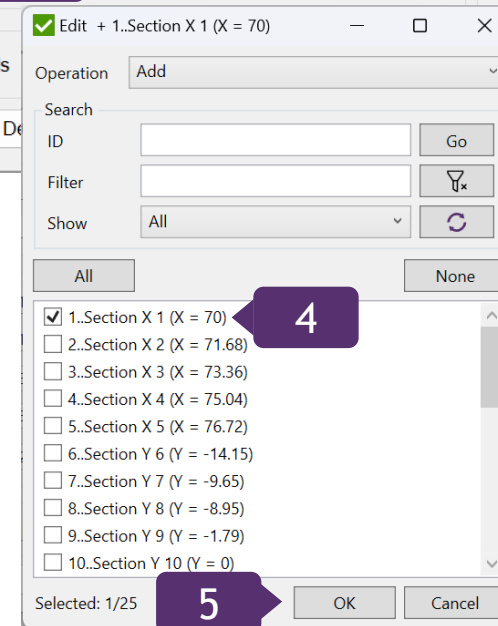 Edit + 1..Section X 1 (X = 70)
s
Operation Add
Search
De
ID Go
Filter
Show All
All None
1..Section X 1 (X = 70) 4
2..Section X 2 (X = 71.68)
3..Section X 3 (X = 73.36)
4..Section X 4 (X = 75.04)
5..Section X 5 (X = 76.72)
6..Section Y 6 (Y = -14.15)
7..Section Y 7 (Y = -9.65)
8..Section Y 8 (Y = -8.95)
9..Section Y 9 (Y = -1.79)
10..Section Y 10 (Y = 0)
Selected: 1/25 5 OK Cancel